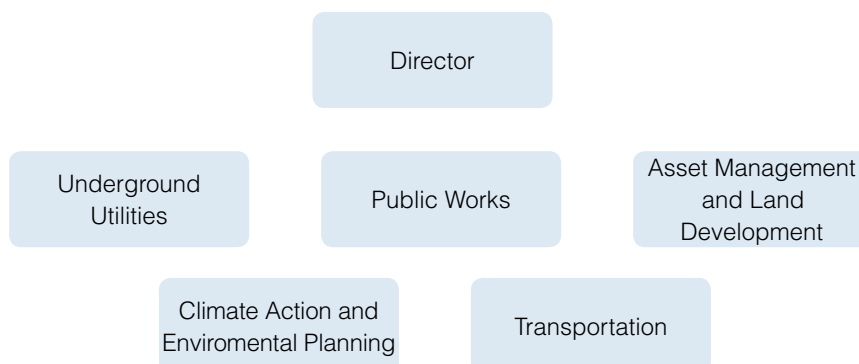 Director
Underground
Utilities
Public Works
Asset Management
and Land
Development
Climate Action and
Enviromental Planning
Transportation